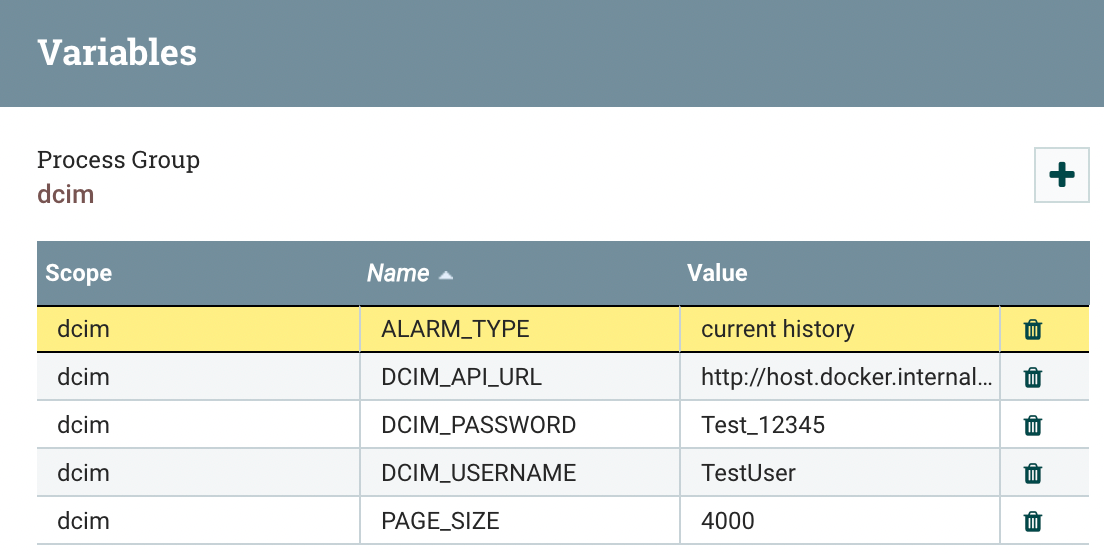 Variables
Process Group
dcim
Scope Name Value
dcim ALARM_TYPE current history
dcim DCIM_API_URL http://host.docker.internal...
dcim DCIM_PASSWORD Test_12345
dcim DCIM_USERNAME TestUser
dcim PAGE_SIZE 4000